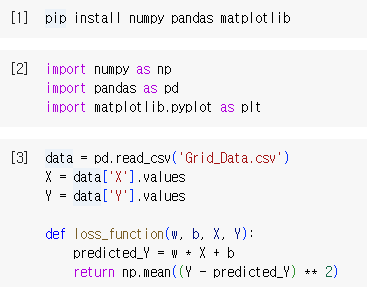 [1] pip install numpy pandas matplotlib
[2] import numpy as np
import pandas as pd
import matplotlib.pyplot as plt
[3] data = pd.read_csv('Grid_Data.csv')
X = data['X'].values
Y = data['Y'].values
def loss_function(w, b, X, Y):
predicted_Y = w * X + b
return np.mean((Y - predicted_Y) ** 2)